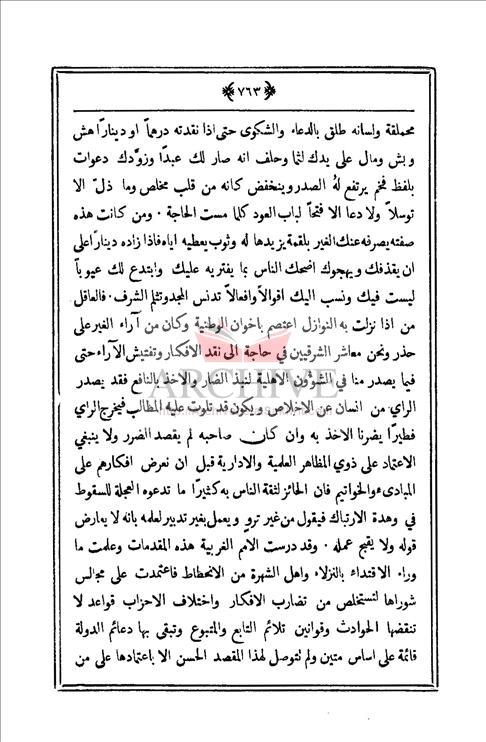 ﴿٧٦٣﴾
محملقة ولسانه طلق بالدعاء والشكوى حتى اذا نقدته درهماً او ديناراً هش
وبش ومال على يدك لثماً وحلف انه صار لك عبداً وزوّدك دعوات
بلفظ فخم يرتفع لهُ الصدر وينخفض كانه من قلب مخلص وما ذلّ الا
توسلاً ولا دعا الا فتحاً لباب العود كلما مست الحاجة ٠ ومن كانت هذه
صفته يصرفه عنك الغير بلقمة يزيدها له وثوب يعطيه اياه فاذا زاده ديناراً على
ان يقذفك ويهجوك اضحك الناس بما يفتريه عليك وابتدع لك عيوباً
ليست فيك ونسب اليك اقوالاً وافعالاً تدنس المجد وتثلم الشرف. فالعاقل
من اذا نزلت به النوازل اعتصم باخوان الوطنية وكان من آراء الغير على
حذر ونحن معاشر الشرقيين في حاجة الى نقد الافكار وتفتيش الآراء حتى
فيما يصدر منا في الشؤون الاهلية لنبذ الضار والاخذ بالنافع فقد يصدر
الراي من انسان عن الاخلاص ويكون قد تلوت عليه المطالب فيخرج الراي
فطيراً يضرنا الاخذ به وان كان صاحبه لم يقصد الضرر ولا ينبغي
الاعتماد على ذوي المظاهر العلمية والادارية قبل ان نعرض افكارهم على
المبادىء والخواتيم فان الحائز لثقة الناس به كثيراً ما تدعوه العجلة للسقوط
في وهدة الارتباك فيقول من غير تروٍ ويعمل بغير تدبير لعلمه بانه لا يعارض
قوله ولا يقبح عمله ٠ وقد درست الامم الغربية هذه المقدمات وعلمت ما
وراء الاقتداء بالنزلاء واهل الشهرة من الانحطاط فاعتمدت على مجالس
شوراها لتستخلص من تضارب الافكار واختلاف الاحزاب قواعد لا
تنقضها الحوادث وقوانين تلائم التابع والمتبوع وتبقى بها دعائم الدولة
قائمة على اساس متين ولم نتوصل لهذا المقصد الحسن الا باعتمادها على من
ARCHIVE